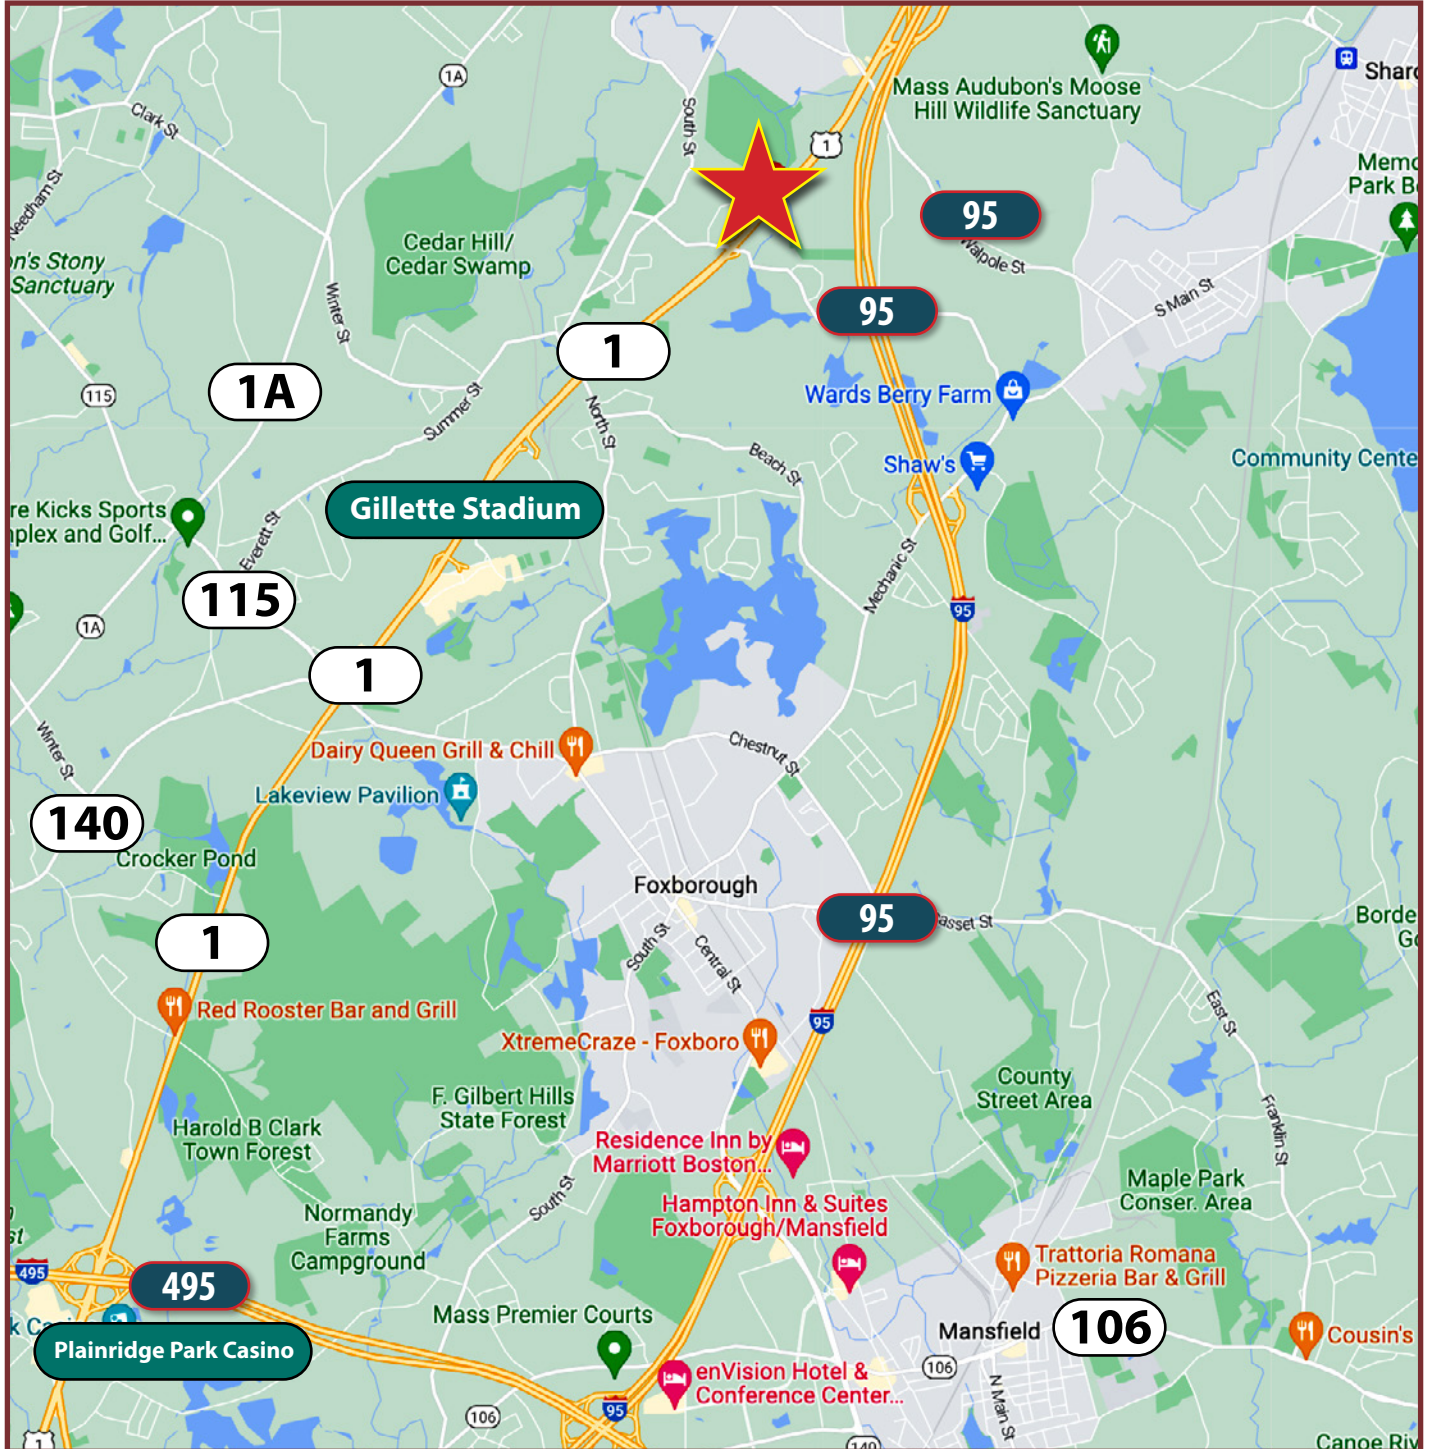 1A
Mass Audubon's Moose
Hill Wildlife Sanctuary
Clark St
South St
1
Needham St
95
Walpole St
Cedar Hill/
Cedar Swamp
Sanctuary
n's Stony
Winter St
95
S Main St
Park
1
1A
115
Summer St
North St
Wards Berry Farm
Beach St
Shaw's
Community Cente
Gillette Stadium
re Kicks Sports
plex and Golf...
Everett St
Mechanic St
115
1A
95
1
Winter St
Dairy Queen Grill & Chill
Chestnut St
Lakeview Pavilion
140
Crocker Pond
Foxborough
95
asset St
Borde
1
South St
Central St
Red Rooster Bar and Grill
95
East St
XtremeCraze - Foxboro
F. Gilbert Hills
State Forest
County
Street Area
Harold B Clark
Town Forest
Franklin St
Residence Inn by
Marriott Boston...
South St
Maple Park
Conser. Area
Hampton Inn & Suites
Foxborough/Mansfield
Normandy
Farms
Campground
Trattoria Romana
Pizzeria Bar & Grill
495
495
Mass Premier Courts
Plainridge Park Casino
Mansfield
106
Cousin's
106
enVision Hotel &
Conference Center...
N Main St
106
95
1
140
Canoe Riv